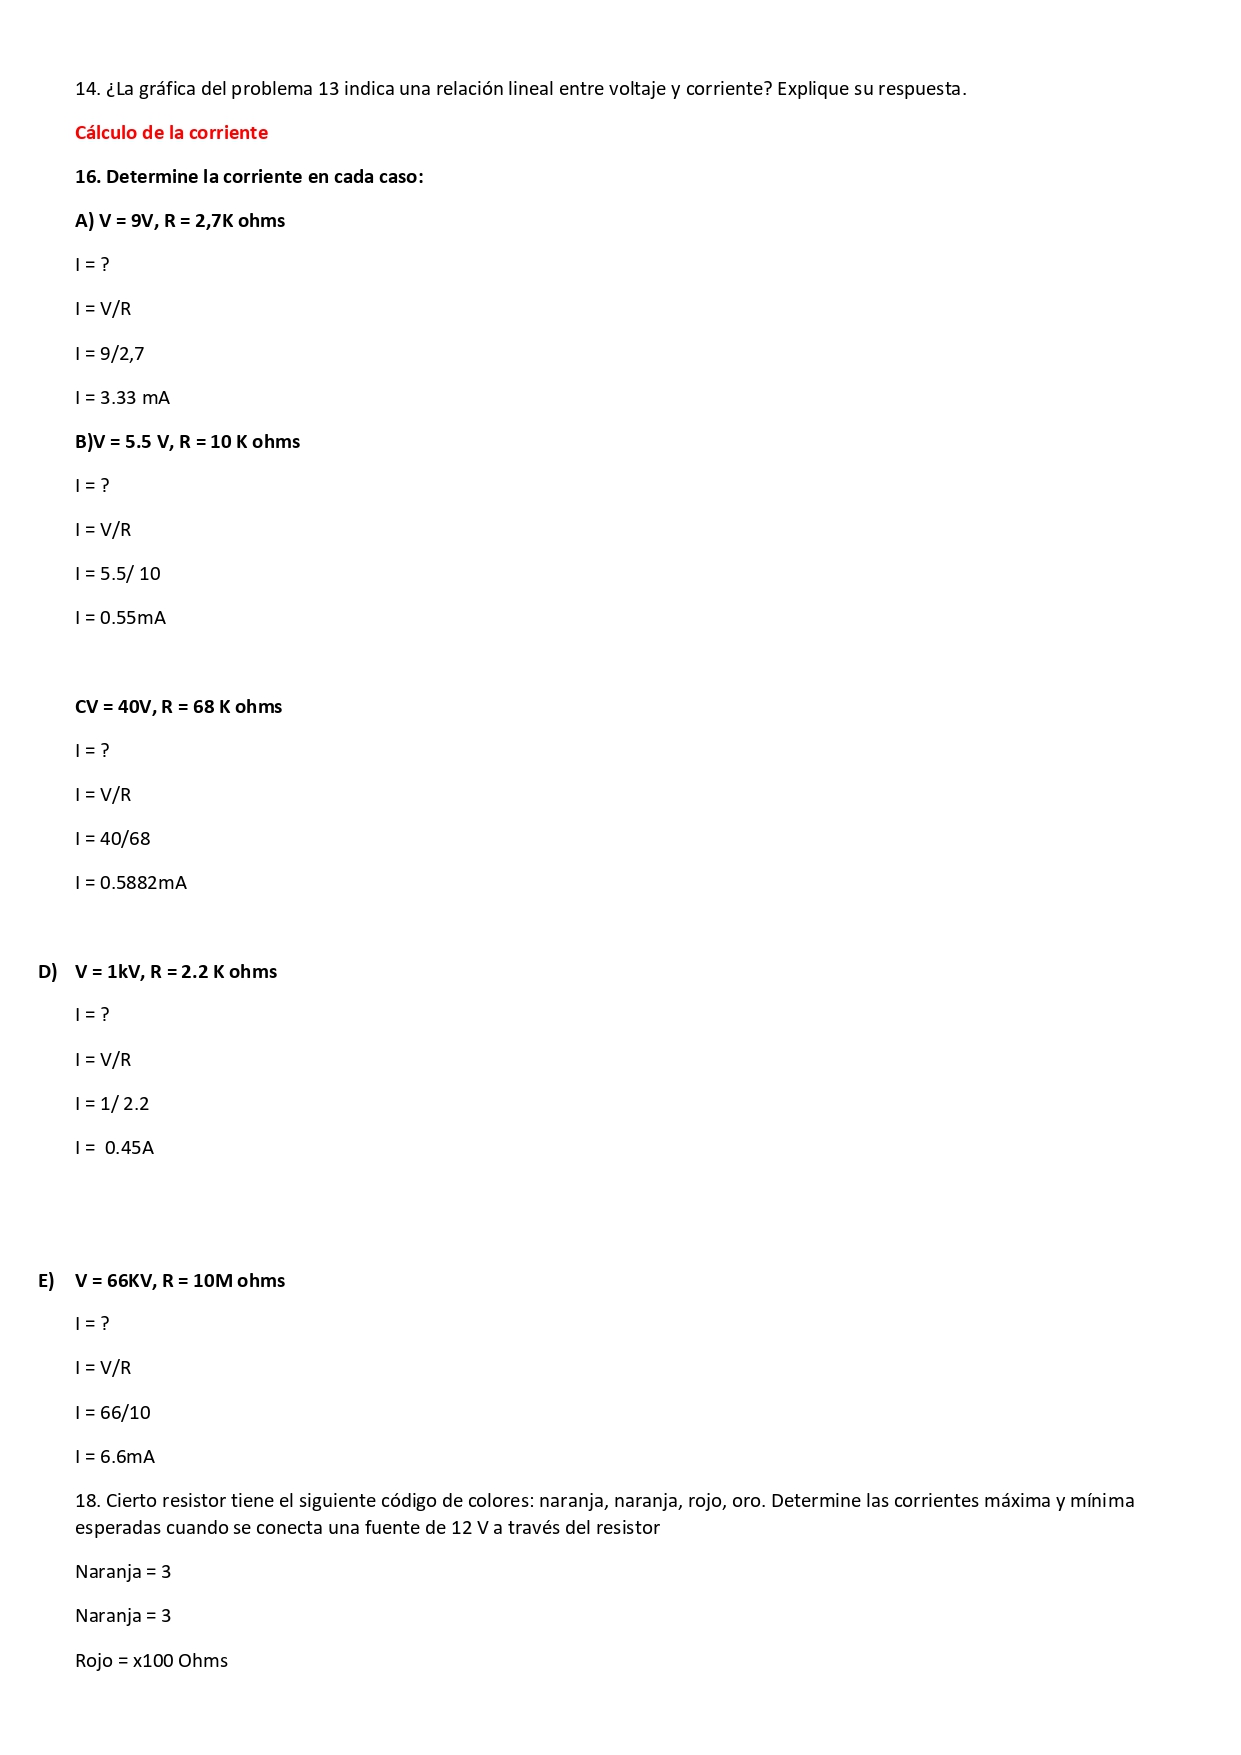 14. ¿La gráfica del problema 13 indica una relación lineal entre voltaje y corriente? Explique su respuesta.
Cálculo de la corriente
16. Determine la corriente en cada caso:
A) V = 9V, R = 2,7K ohms
I = ?
I = V/R
I = 9/2,7
I = 3.33 mA
B)V = 5.5 V, R = 10 K ohms
I = ?
I = V/R
I = 5.5/ 10
I = 0.55mA
CV = 40V, R = 68 K ohms
I = ?
I = V/R
I = 40/68
I = 0.5882mA
D) V = 1kV, R = 2.2 K ohms
I = ?
I = V/R
I = 1/ 2.2
I = 0.45A
E) V = 66KV, R = 10M ohms
I = ?
I = V/R
I = 66/10
I = 6.6mA
18. Cierto resistor tiene el siguiente código de colores: naranja, naranja, rojo, oro. Determine las corrientes máxima y mínima
esperadas cuando se conecta una fuente de 12 V a través del resistor
Naranja = 3
Naranja = 3
Rojo = x100 Ohms